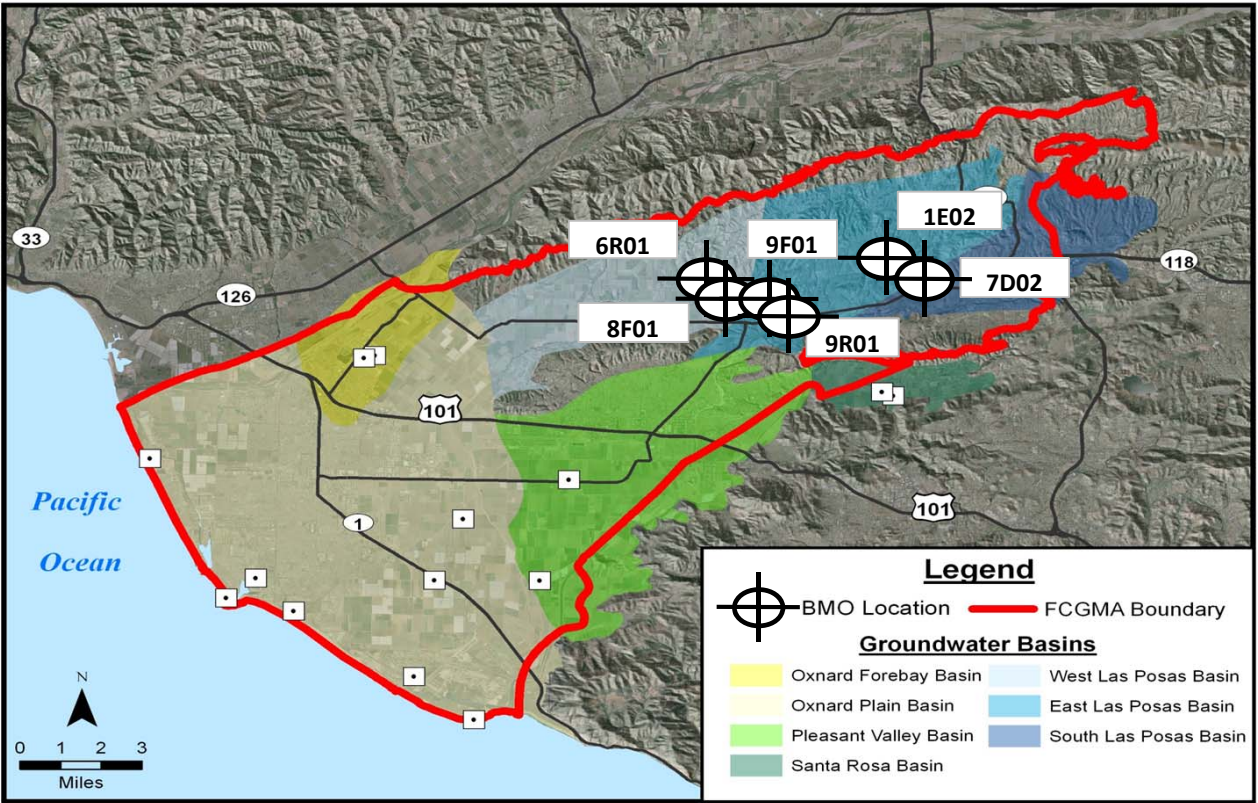 33
126
6R01
9F01
1E02
7D02
118
8F01
9R01
101
1
101
Pacific
Ocean
N
0 1 2 3
Miles
Legend
BMO Location
FCGMA Boundary
Groundwater Basins
Oxnard Forebay Basin
West Las Posas Basin
Oxnard Plain Basin
East Las Posas Basin
Pleasant Valley Basin
South Las Posas Basin
Santa Rosa Basin